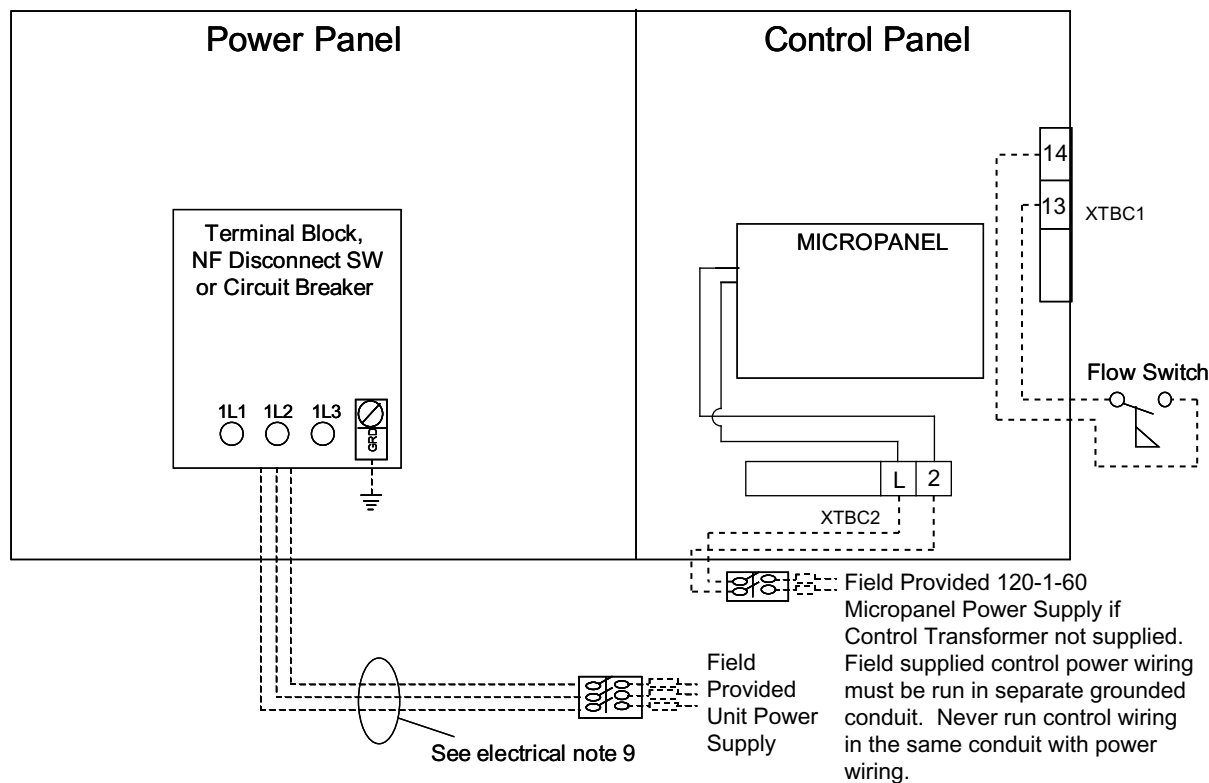 Power Panel
Control Panel
14
13
XTBC1
Terminal Block,
NF Disconnect SW
or Circuit Breaker
MICROPANEL
1L1 1L2 1L3
GRD
Flow Switch
L 2
XTBC2
Field Provided 120-1-60
Micropanel Power Supply if
Control Transformer not supplied.
Field supplied control power wiring
must be run in separate grounded
conduit. Never run control wiring
in the same conduit with power
wiring.
Field
Provided
Unit Power
Supply
See electrical note 9